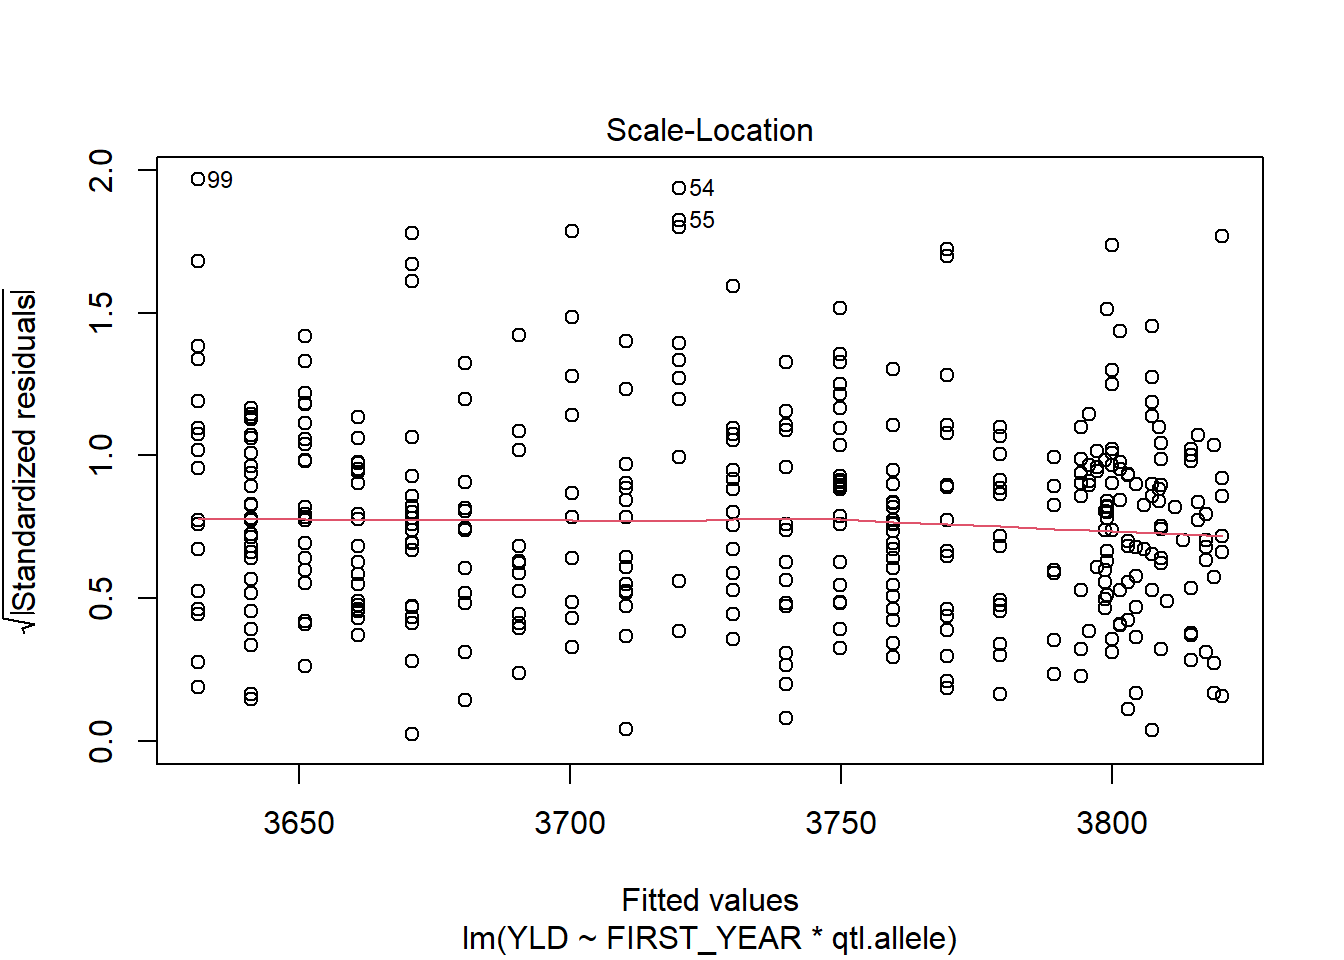 Scale-Location
√|Standardized residuals|
2.0
1.5
1.0
0.5
0.0
99
54
55
3650 3700 3750 3800
Fitted values
lm(YLD ~ FIRST_YEAR * qtl.allele)